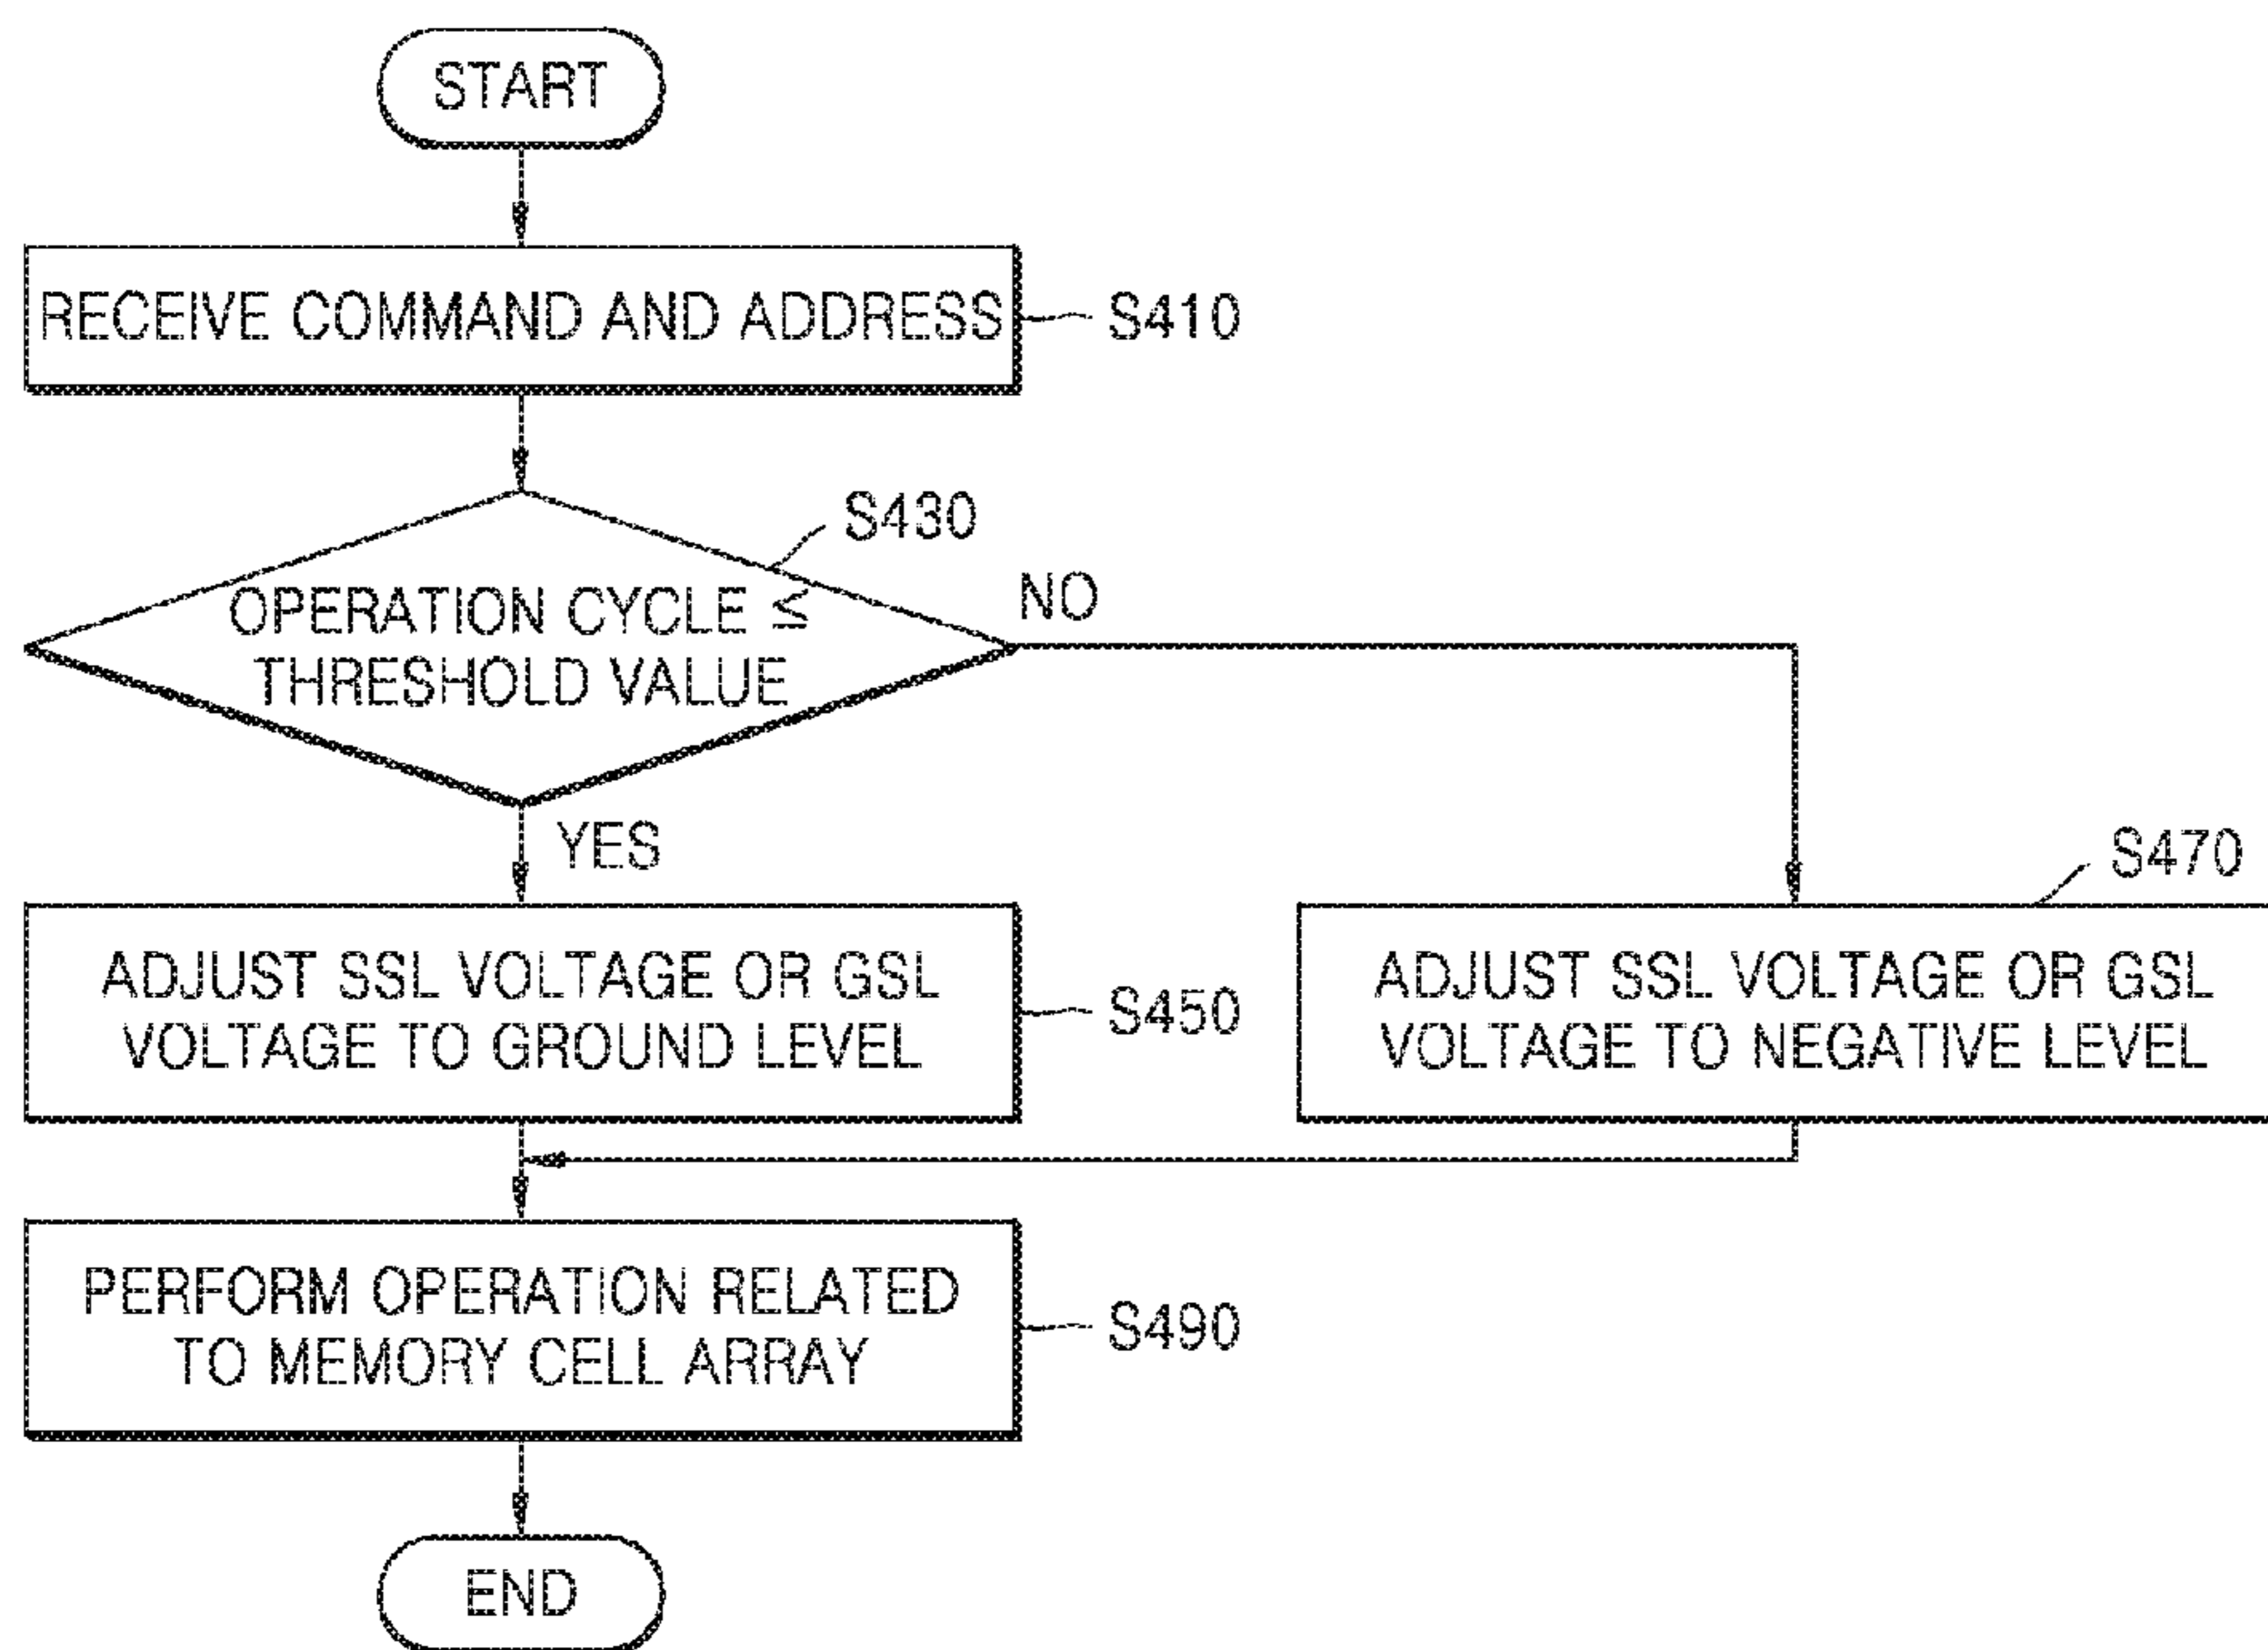 START
RECEIVE COMMAND AND ADDRESS
S410
S430
OPERATION CYCLE ≤
THRESHOLD VALUE
NO
YES
S470
ADJUST SSL VOLTAGE OR GSL
VOLTAGE TO GROUND LEVEL
S450
ADJUST SSL VOLTAGE OR GSL
VOLTAGE TO NEGATIVE LEVEL
PERFORM OPERATION RELATED
TO MEMORY CELL ARRAY
S490
END